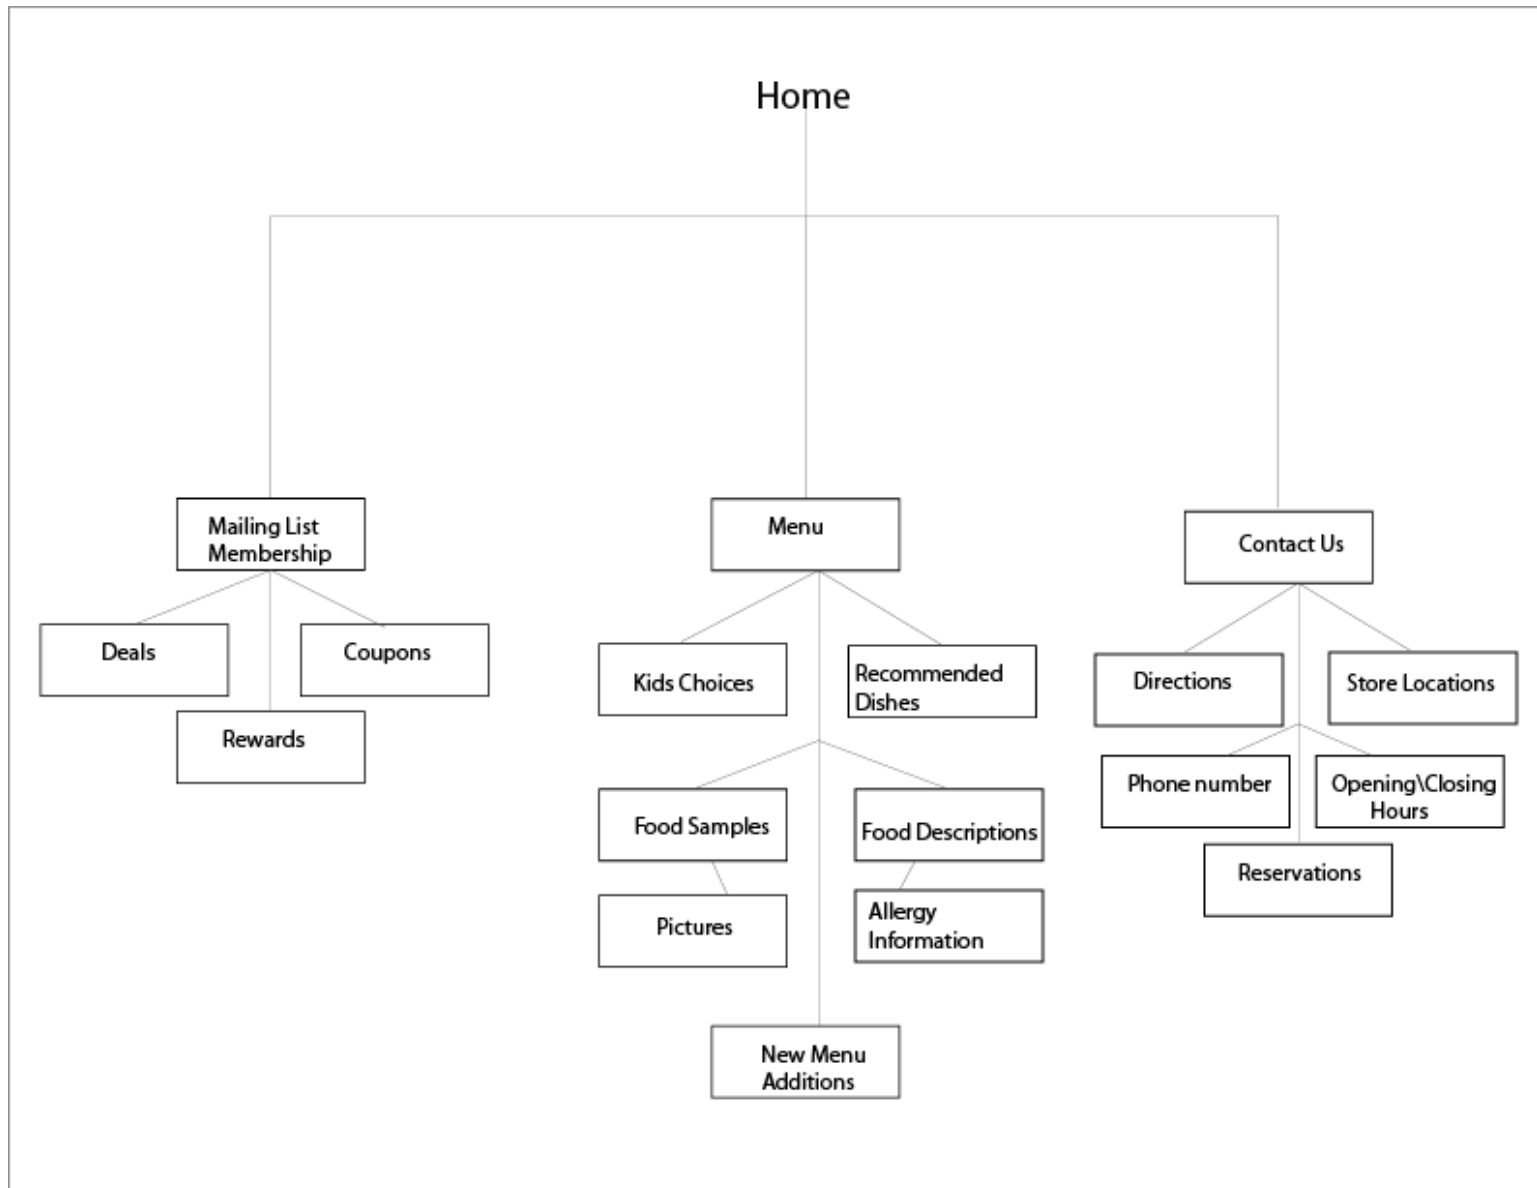 Home
Mailing List
Membership
Deals
Coupons
Rewards
Menu
Kids Choices
Recommended
Dishes
Food Samples
Food Descriptions
Pictures
Allergy
Information
New Menu
Additions
Contact Us
Directions
Store Locations
Phone number
Opening\Closing
Hours
Reservations